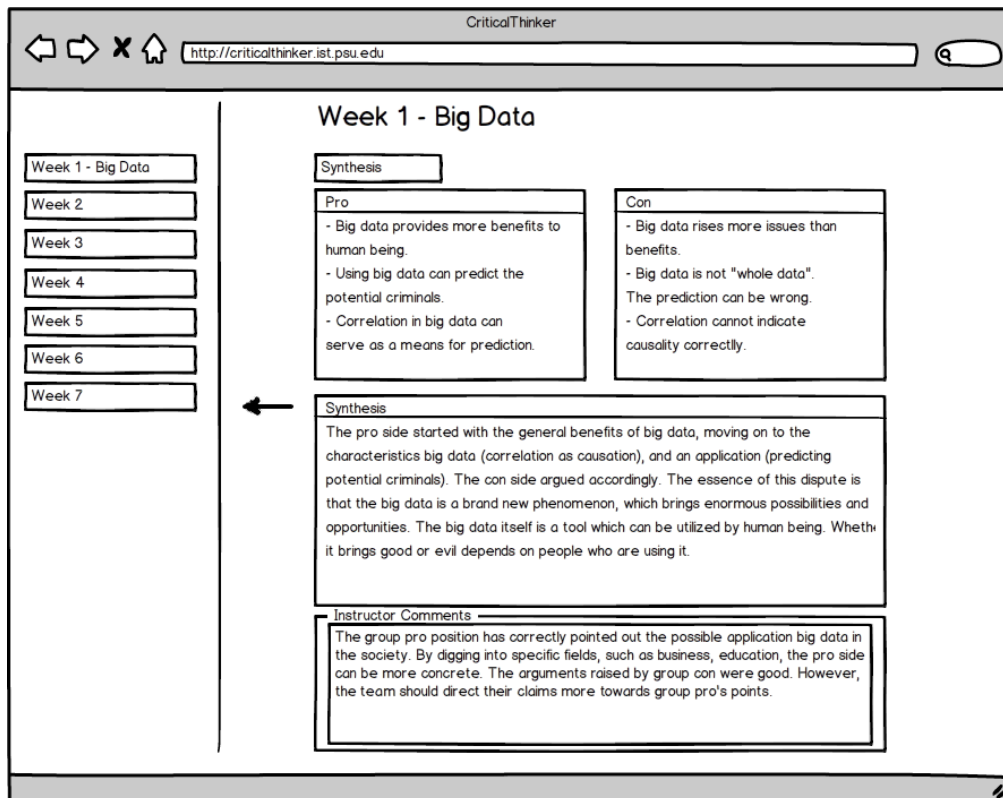 CriticalThinker
http://criticalthinker.ist.psu.edu
Week 1 - Big Data
Week 2
Week 3
Week 4
Week 5
Week 6
Week 7
Week 1 - Big Data
Synthesis
Pro
- Big data provides more benefits to
human being.
- Using big data can predict the
potential criminals.
- Correlation in big data can
serve as a means for prediction.
Con
- Big data rises more issues than
benefits.
- Big data is not "whole data".
The prediction can be wrong.
- Correlation cannot indicate
causality correctlly.
Synthesis
The pro side started with the general benefits of big data, moving on to the
characteristics big data (correlation as causation), and an application (predicting
potential criminals). The con side argued accordingly. The essence of this dispute is
that the big data is a brand new phenomenon, which brings enormous possibilities and
opportunities. The big data itself is a tool which can be utilized by human being. Whethe
it brings good or evil depends on people who are using it.
Instructor Comments
The group pro position has correctly pointed out the possible application big data in
the society. By digging into specific fields, such as business, education, the pro side
can be more concrete. The arguments raised by group con were good. However,
the team should direct their claims more towards group pro's points.